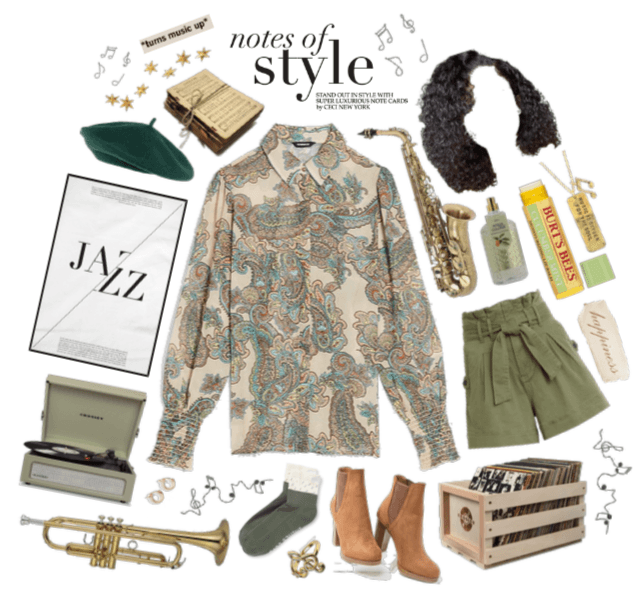 *turns music up*
notes of
style
STAND OUT IN STYLE WITH
SUPER LUXURIOUS NOTE CARDS
by CECI NEW YORK
JAZZ
BURT'S BEES
happiness
CROSLEY